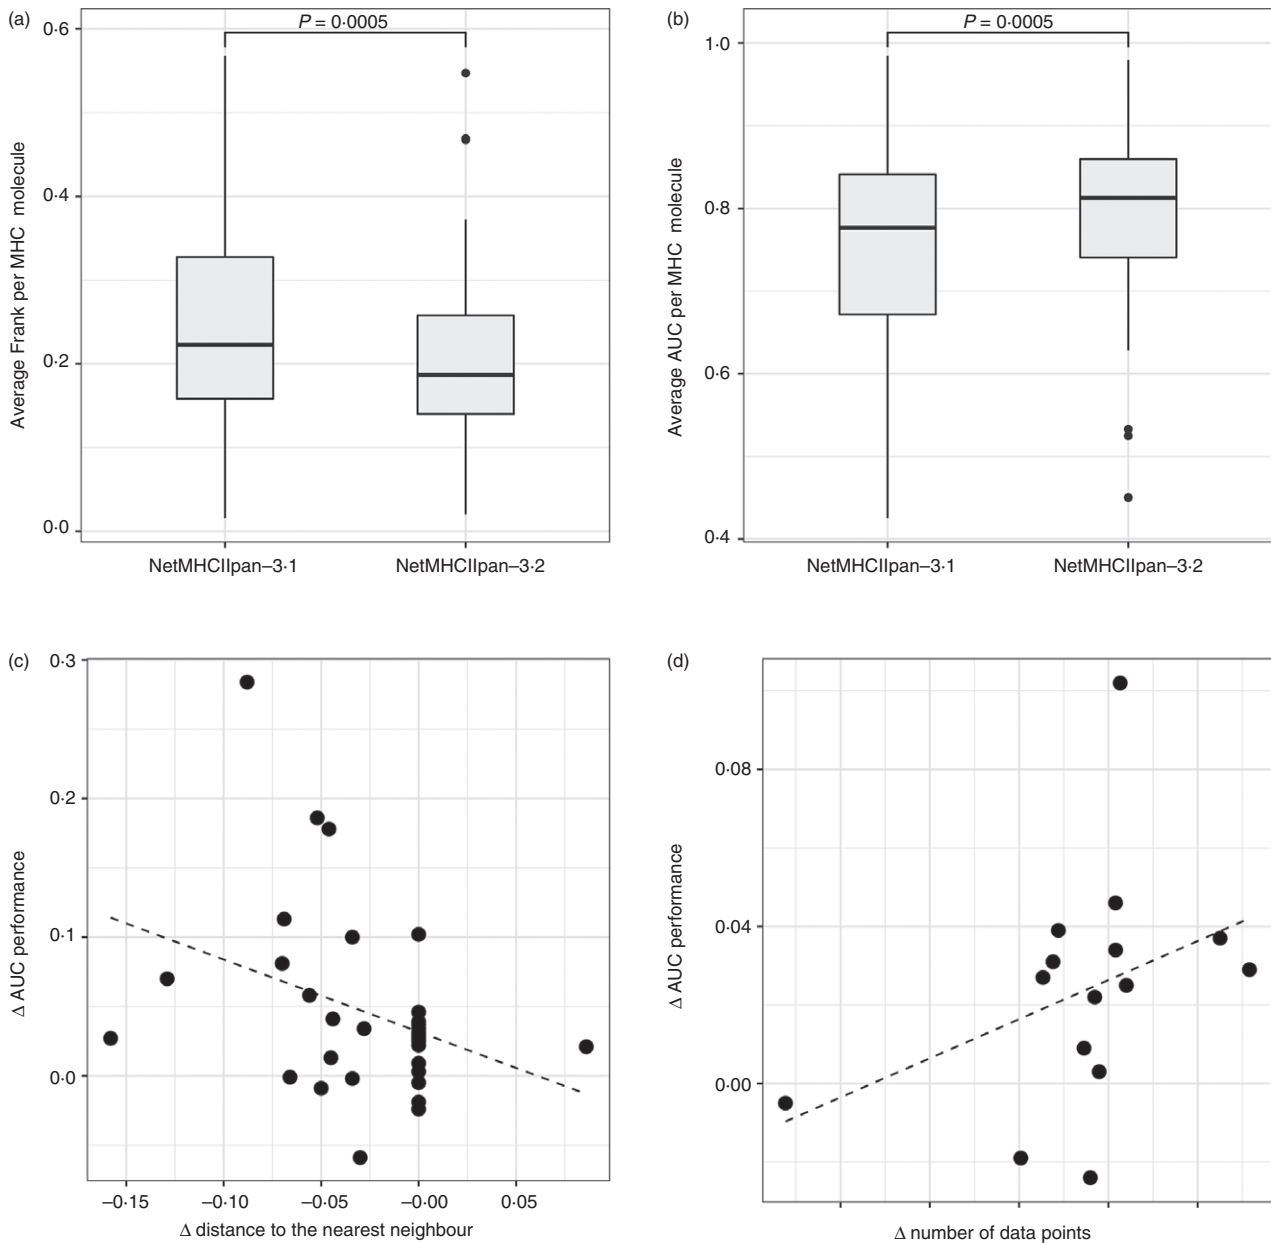 (a)
P = 0·0005
0·6
0·4
0·2
0·0
Average Frank per MHC molecule
NetMHCIIpan–3·1
NetMHCIIpan–3·2
(b)
P = 0·0005
1·0
0·8
0·6
0·4
Average AUC per MHC molecule
NetMHCIIpan–3·1
NetMHCIIpan–3·2
(c)
0·3
0·2
0·1
0·0
Δ AUC performance
–0·15
–0·10
–0·05
–0·00
0·05
Δ distance to the nearest neighbour
(d)
0·08
0·04
0·00
Δ AUC performance
Δ number of data points